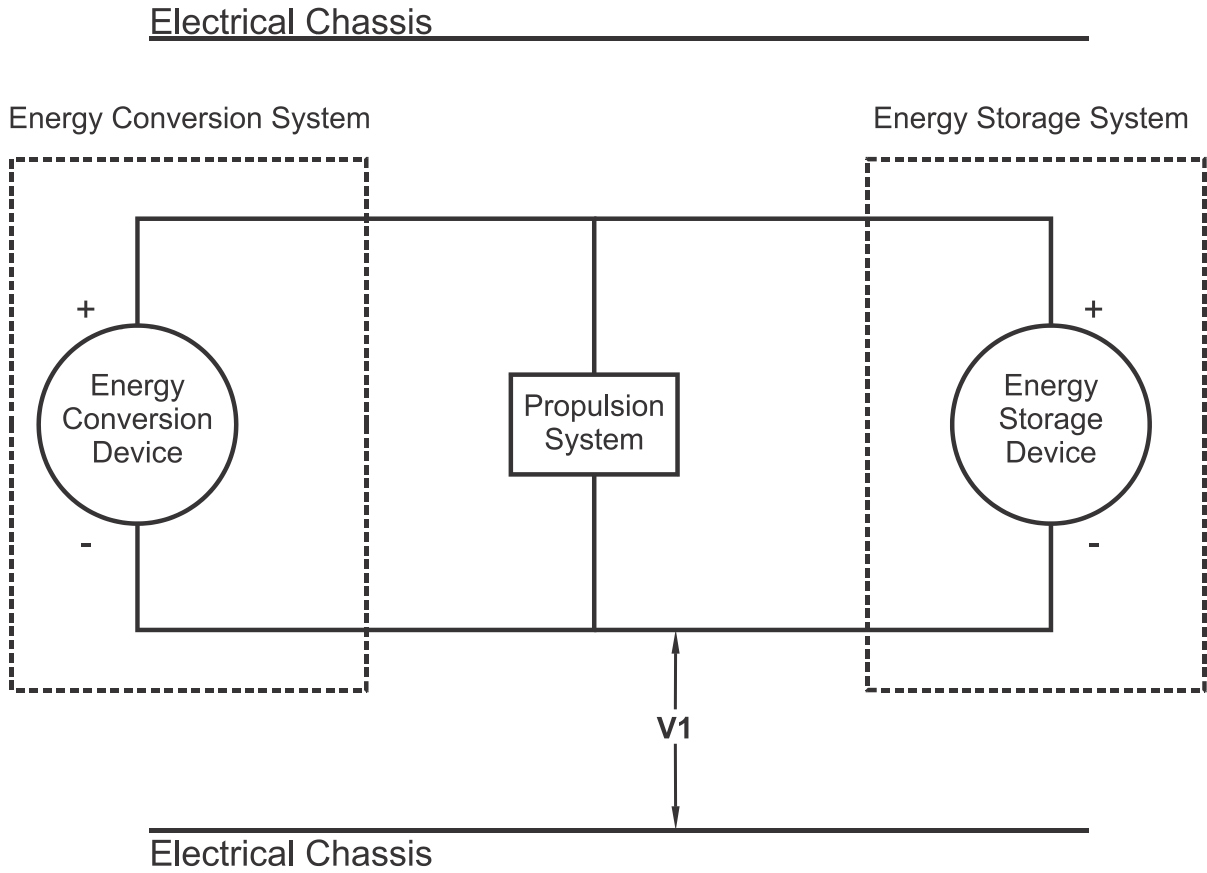 Electrical Chassis
Energy Conversion System
Energy Storage System
+
+
Energy
Conversion
Device
Propulsion
System
Energy
Storage
Device
-
-
V1
Electrical Chassis